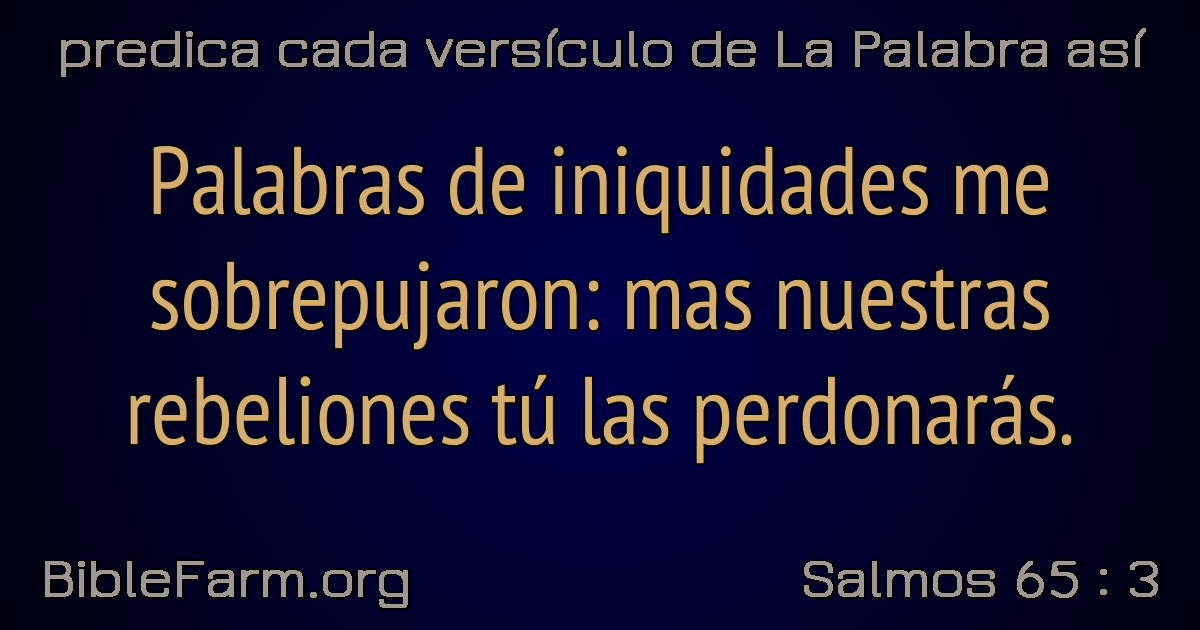 predica cada versículo de La Palabra así
Palabras de iniquidades me
sobrepujaron: mas nuestras
rebeliones tú las perdonarás.
BibleFarm.org
Salmos 65 : 3